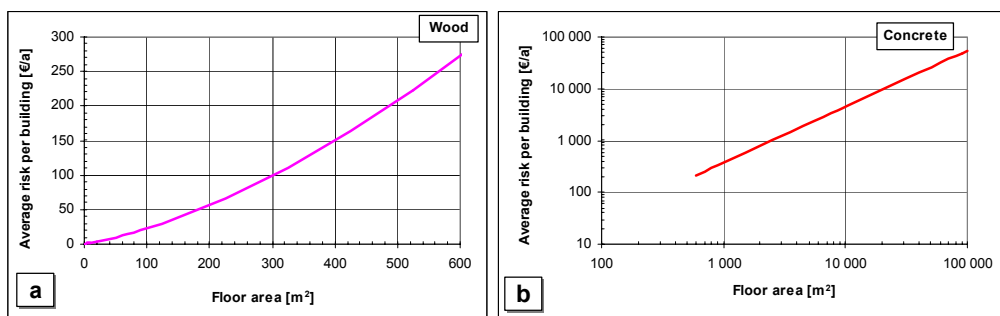 Wood
Average risk per building [€/a]
300
250
200
150
100
50
0
0 100 200 300 400 500 600
Floor area [m²]
a
Concrete
Average risk per building [€/a]
100 000
10 000
1000
100
10
100 1 000 10 000 100 000
Floor area [m²]
b